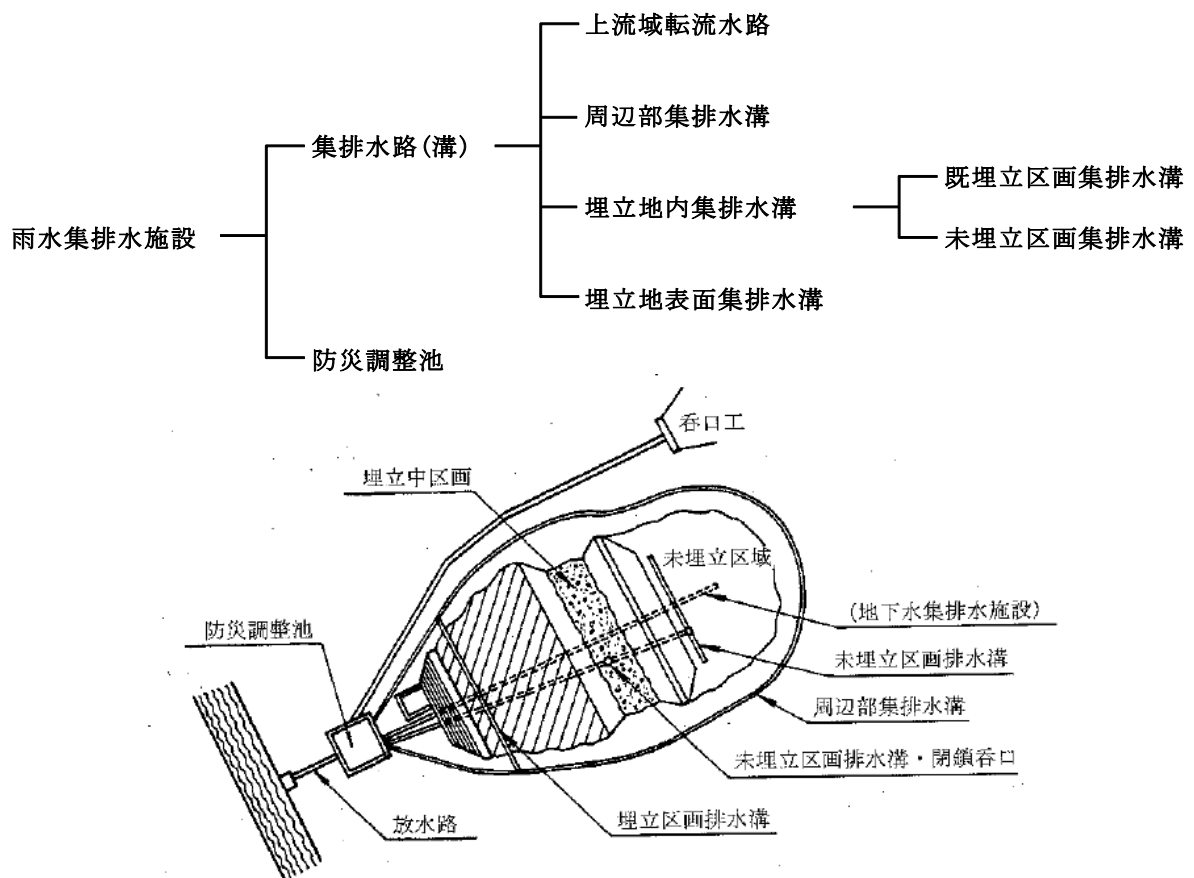 上流域転流水路
周辺部集排水溝
集排水路(溝)
既埋立区画集排水溝
埋立地内集排水溝
雨水集排水施設
未埋立区画集排水溝
埋立地表面集排水溝
防災調整池
呑口工
埋立中区画
未埋立区域
(地下水集排水施設)
防災調整池
未埋立区画排水溝
周辺部集排水溝
未埋立区画排水溝・閉鎖呑口
放水路
埋立区画排水溝